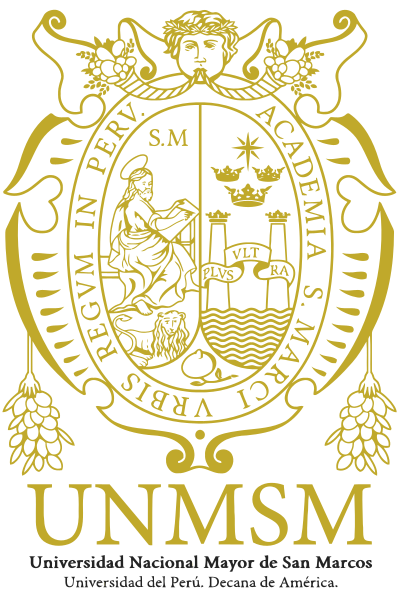 ACADEMIA S. MARCI VRBIS REGVM IN PERV.
S.M
PLVS VLT RA
UNMSM
Universidad Nacional Mayor de San Marcos
Universidad del Perú. Decana de América.